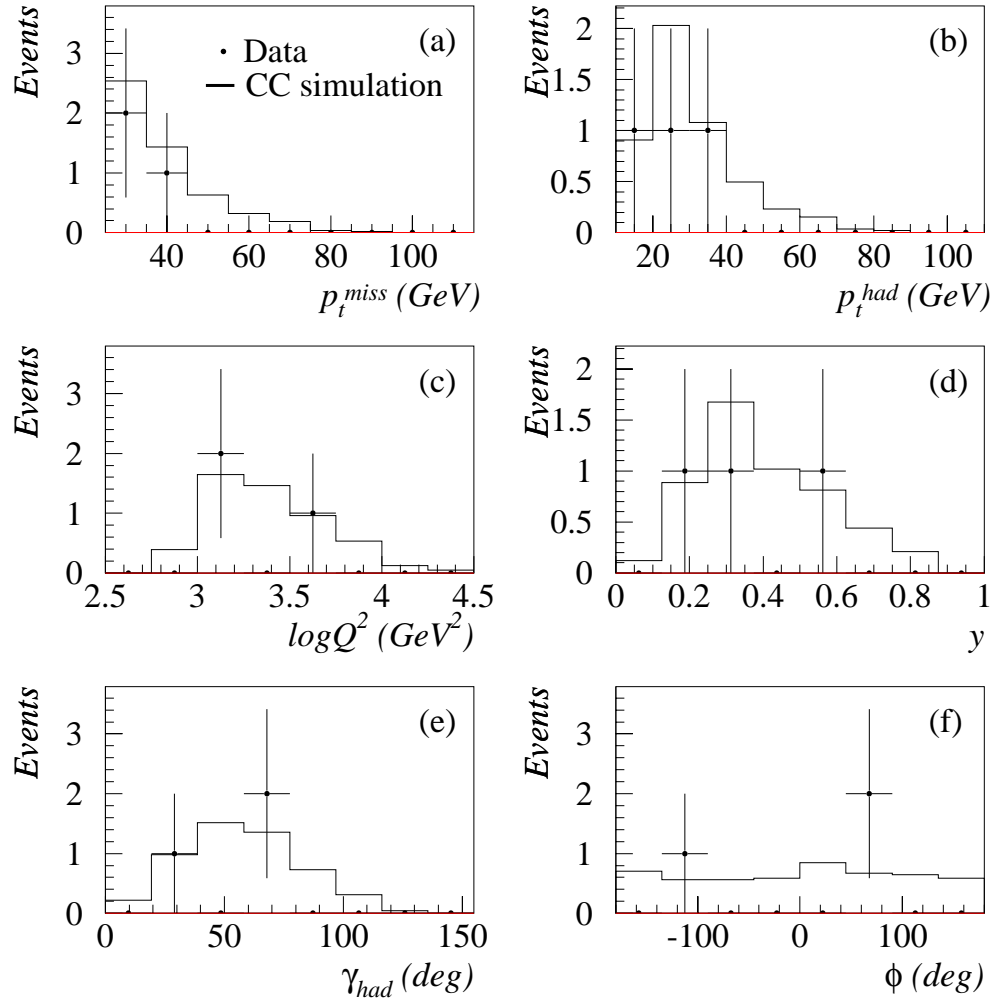 Events
(a)
Data
CC simulation
3
2
1
0
40 60 80 100
p_t^miss (GeV)
Events
(b)
2
1.5
1
0.5
0
20 40 60 80 100
p_t^had (GeV)
Events
(c)
3
2
1
0
2.5 3 3.5 4 4.5
logQ^2 (GeV^2)
Events
(d)
2
1.5
1
0.5
0
0 0.2 0.4 0.6 0.8 1
y
Events
(e)
3
2
1
0
0 50 100 150
γ_had (deg)
Events
(f)
3
2
1
0
-100 0 100
ϕ (deg)